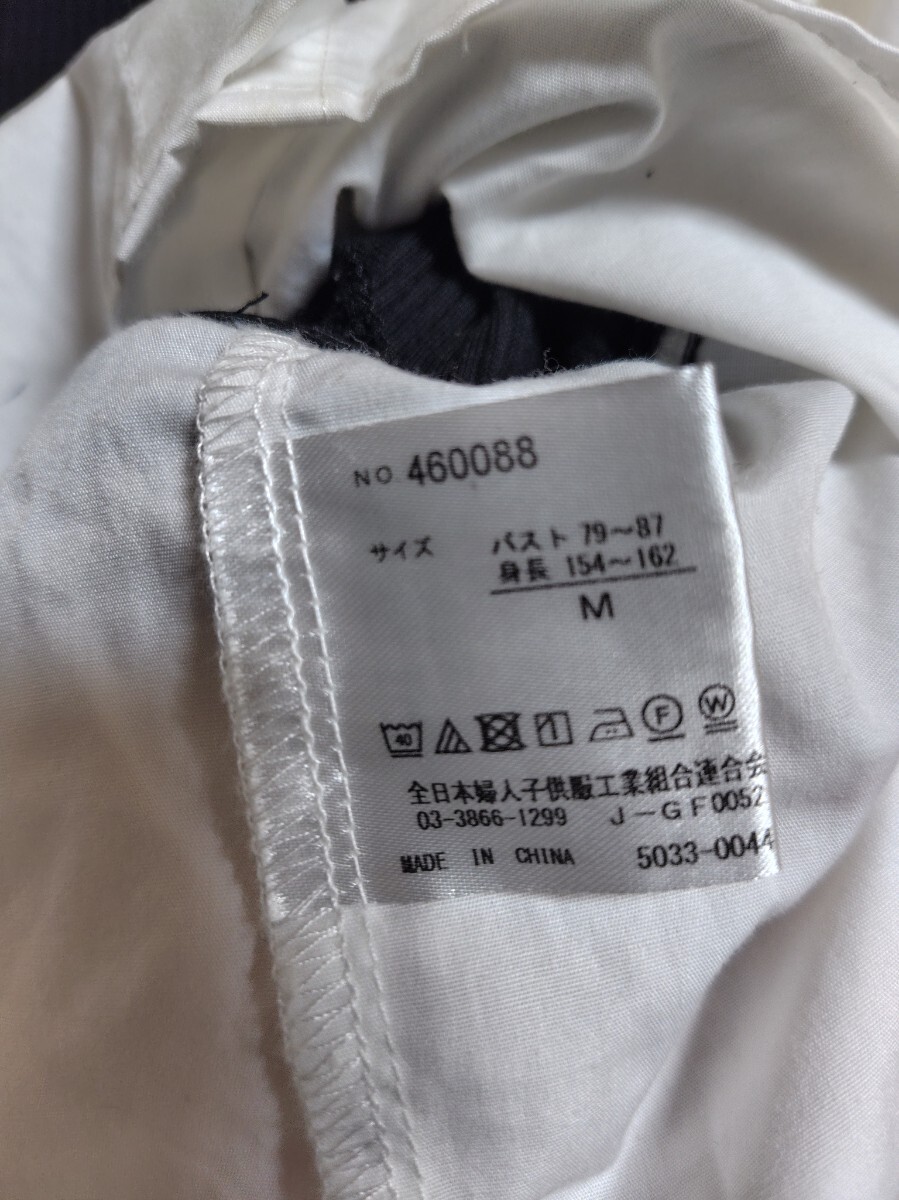 NO. 460088
サイズ バスト 79～87
身長 154～162
M
40 F W
全日本婦人子供服工業組合連合会
03-3866-1299 J－GF0052
MADE IN CHINA 5033-0044